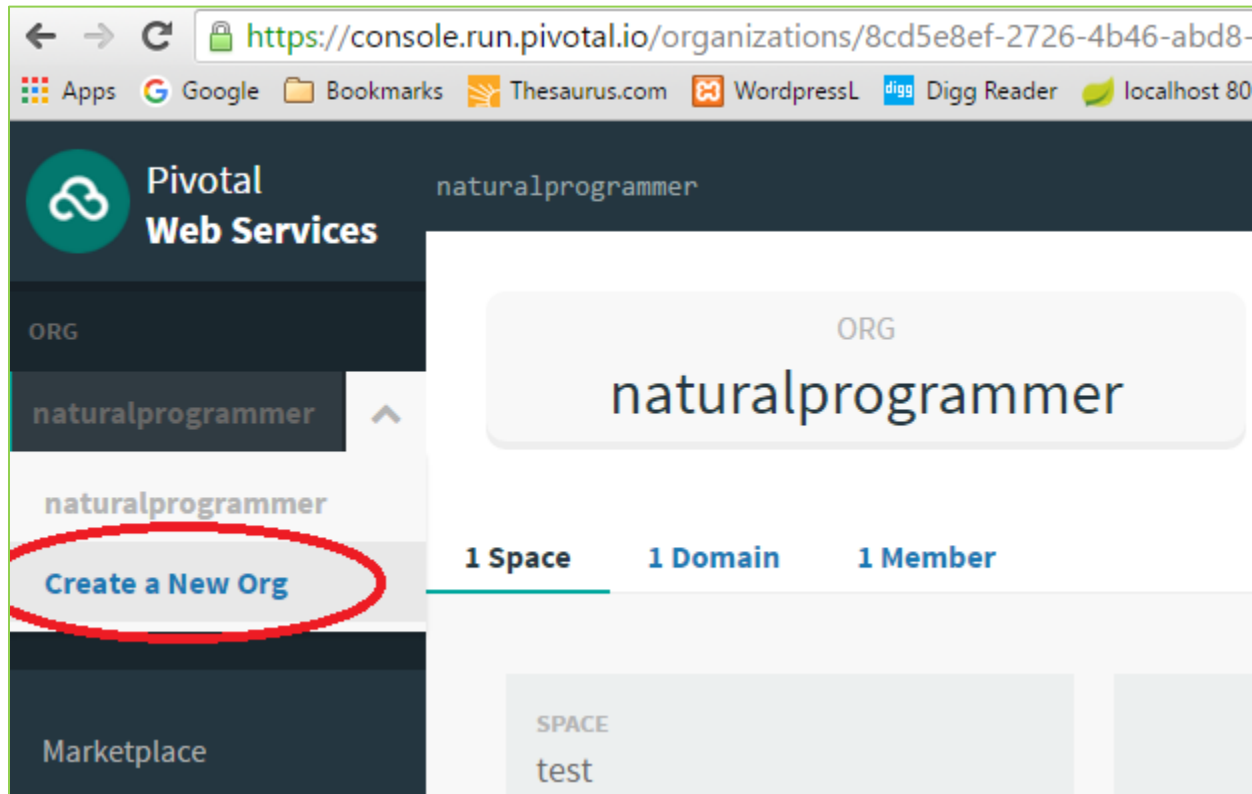 https://console.run.pivotal.io/organizations/8cd5e8ef-2726-4b46-abd8-
Apps Google Bookmarks Thesaurus.com WordpressL digg Digg Reader localhost 80
Pivotal
Web Services
naturalprogrammer
ORG
naturalprogrammer
naturalprogrammer
Create a New Org
Marketplace
ORG
naturalprogrammer
1 Space 1 Domain 1 Member
SPACE
test